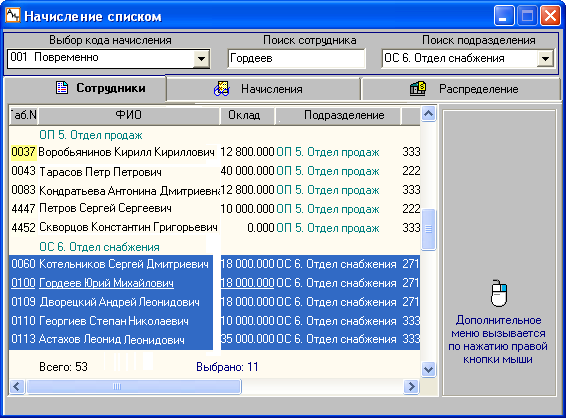 Начисление списком
Выбор кода начисления Поиск сотрудника Поиск подразделения
001 Повременно Гордеев ОС 6. Отдел снабжения
Сотрудники Начисления Распределение
аб.N ФИО Оклад Подразделение
ОП 5. Отдел продаж
0037 Воробьянинов Кирилл Кириллович 12 800.000 ОП 5. Отдел продаж 333
0043 Тарасов Петр Петрович 40 000.000 ОП 5. Отдел продаж 222
0083 Кондратьева Антонина Дмитриевна 12 800.000 ОП 5. Отдел продаж 333
4447 Петров Сергей Сергеевич 10 000.000 ОП 5. Отдел продаж 222
4452 Скворцов Константин Григорьевич 0.000 ОП 5. Отдел продаж 333
ОС 6. Отдел снабжения
0060 Котельников Сергей Дмитриевич 18 000.000 ОС 6. Отдел снабжения 271
0100 Гордеев Юрий Михайлович 18 000.000 ОС 6. Отдел снабжения 271
0109 Дворецкий Андрей Леонидович 18 000.000 ОС 6. Отдел снабжения 271
0110 Георгиев Степан Николаевич 10 000.000 ОС 6. Отдел снабжения 333
0113 Астахов Леонид Леонидович 35 000.000 ОС 6. Отдел снабжения 271
Всего: 53 Выбрано: 11
Дополнительное
меню вызывается
по нажатию правой
кнопки мыши